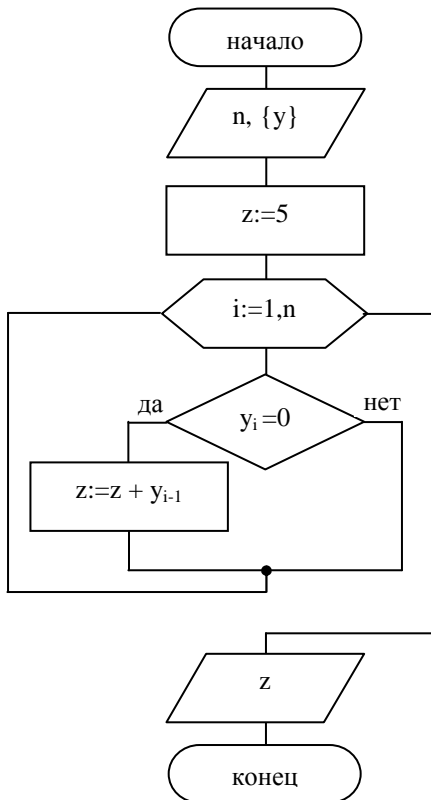 начало
n, {y}
z:=5
i:=1,n
да
нет
yᵢ =0
z:=z + yᵢ₋₁
z
конец